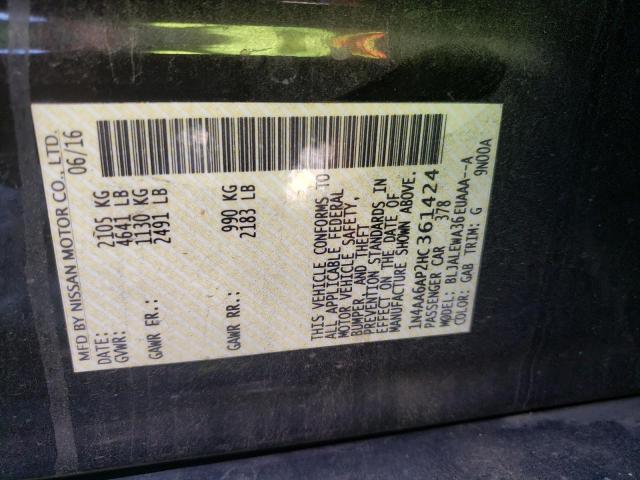 MFD BY NISSAN MOTOR CO., LTD.
DATE: 06/16
GVWR: 2105 KG
4641 LB
GAWR FR.: 1130 KG
2491 LB
GAWR RR.: 990 KG
2183 LB
THIS VEHICLE CONFORMS TO
ALL APPLICABLE FEDERAL
MOTOR VEHICLE SAFETY,
BUMPER, AND THEFT
PREVENTION STANDARDS IN
EFFECT ON THE DATE OF
MANUFACTURE SHOWN ABOVE.
1N4AA6AP2HC361424
PASSENGER CAR 378
MODEL: BLJALEWA36EUAAA--A
COLOR: GAB TRIM: G 9N00A